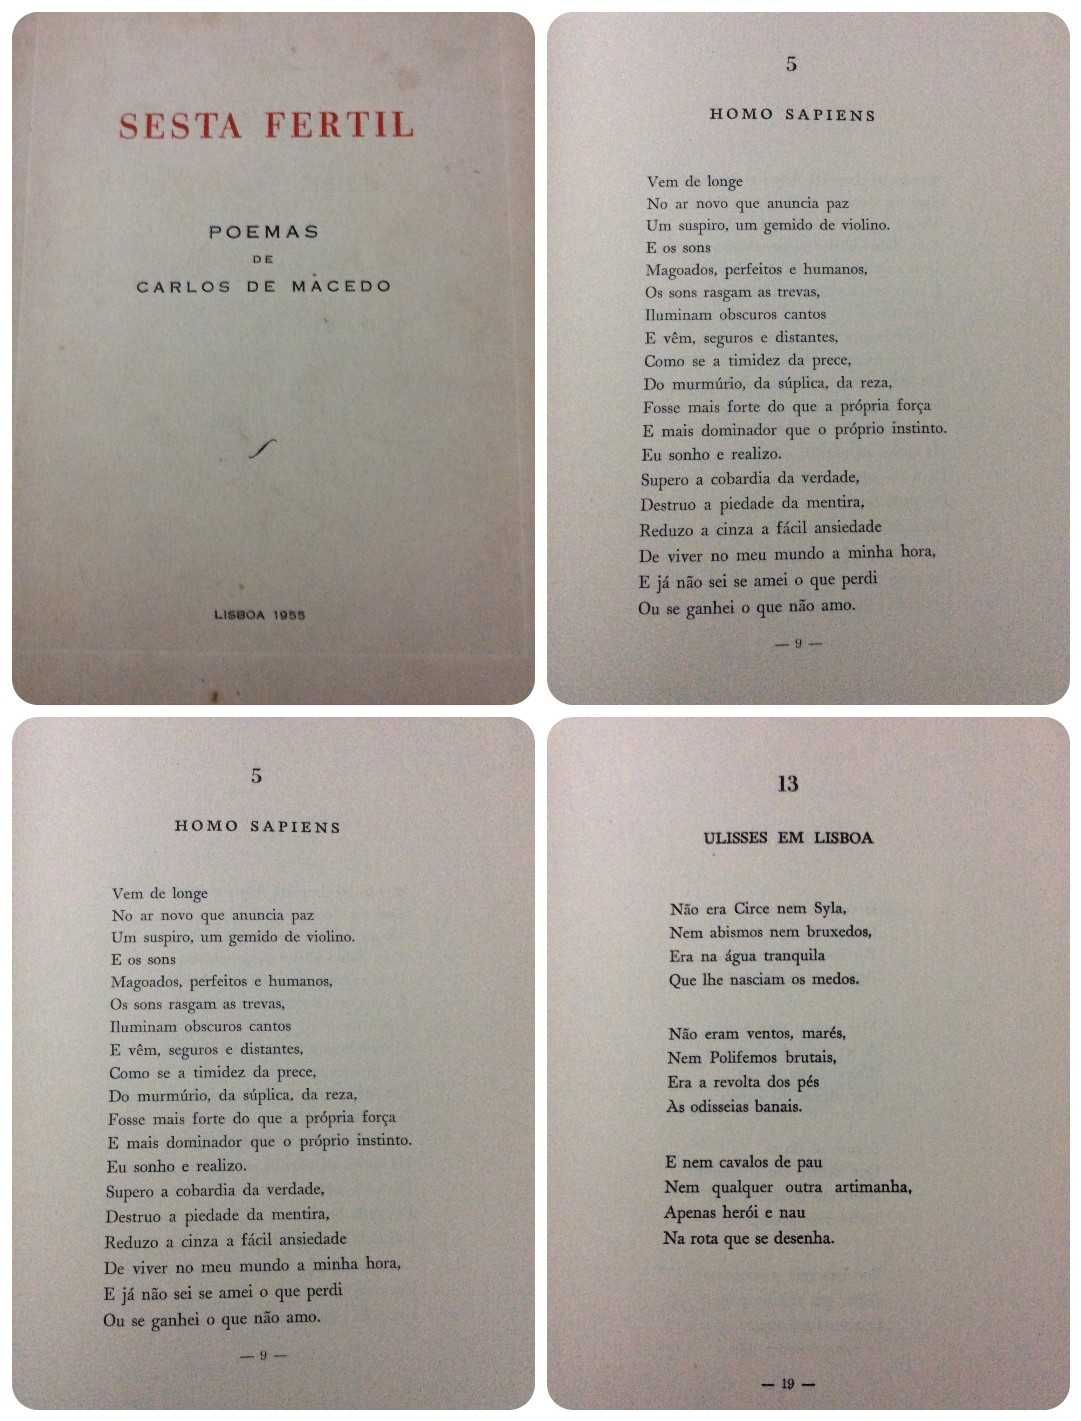 SESTA FERTIL
POEMAS
DE
CARLOS DE MACEDO
LISBOA 1955
5
HOMO SAPIENS
Vem de longe
No ar novo que anuncia paz
Um suspiro, um gemido de violino.
E os sons
Magoados, perfeitos e humanos,
Os sons rasgam as trevas,
Iluminam obscuros cantos
E vêm, seguros e distantes,
Como se a timidez da prece,
Do murmúrio, da súplica, da reza,
Fosse mais forte do que a própria força
E mais dominador que o próprio instinto.
Eu sonho e realizo.
Supero a cobardia da verdade,
Destruo a piedade da mentira,
Reduzo a cinza a fácil ansiedade
De viver no meu mundo a minha hora,
E já não sei se amei o que perdi
Ou se ganhei o que não amo.
— 9 —
5
HOMO SAPIENS
Vem de longe
No ar novo que anuncia paz
Um suspiro, um gemido de violino.
E os sons
Magoados, perfeitos e humanos,
Os sons rasgam as trevas,
Iluminam obscuros cantos
E vêm, seguros e distantes,
Como se a timidez da prece,
Do murmúrio, da súplica, da reza,
Fosse mais forte do que a própria força
E mais dominador que o próprio instinto.
Eu sonho e realizo.
Supero a cobardia da verdade,
Destruo a piedade da mentira,
Reduzo a cinza a fácil ansiedade
De viver no meu mundo a minha hora,
E já não sei se amei o que perdi
Ou se ganhei o que não amo.
— 9 —
13
ULISSES EM LISBOA
Não era Circe nem Syla,
Nem abismos nem bruxedos,
Era na água tranquila
Que lhe nasciam os medos.
Não eram ventos, marés,
Nem Polifemos brutais,
Era a revolta dos pés
Às odisseias banais.
E nem cavalos de pau
Nem qualquer outra artimanha,
Apenas herói e nau
Na rota que se desenha.
— 19 —